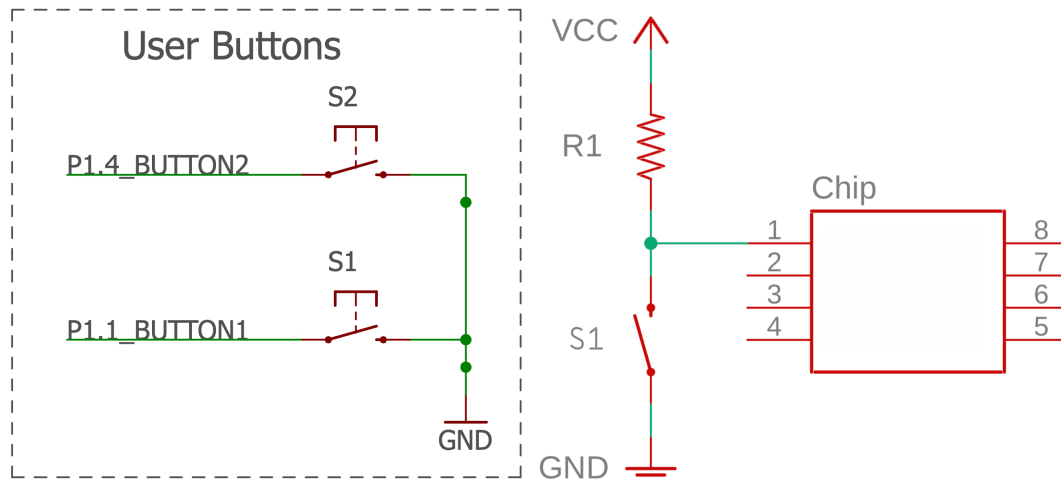 User Buttons
S2
P1.4_BUTTON2
S1
P1.1_BUTTON1
GND
VCC
R1
Chip
1
2
3
4
8
7
6
5
S1
GND